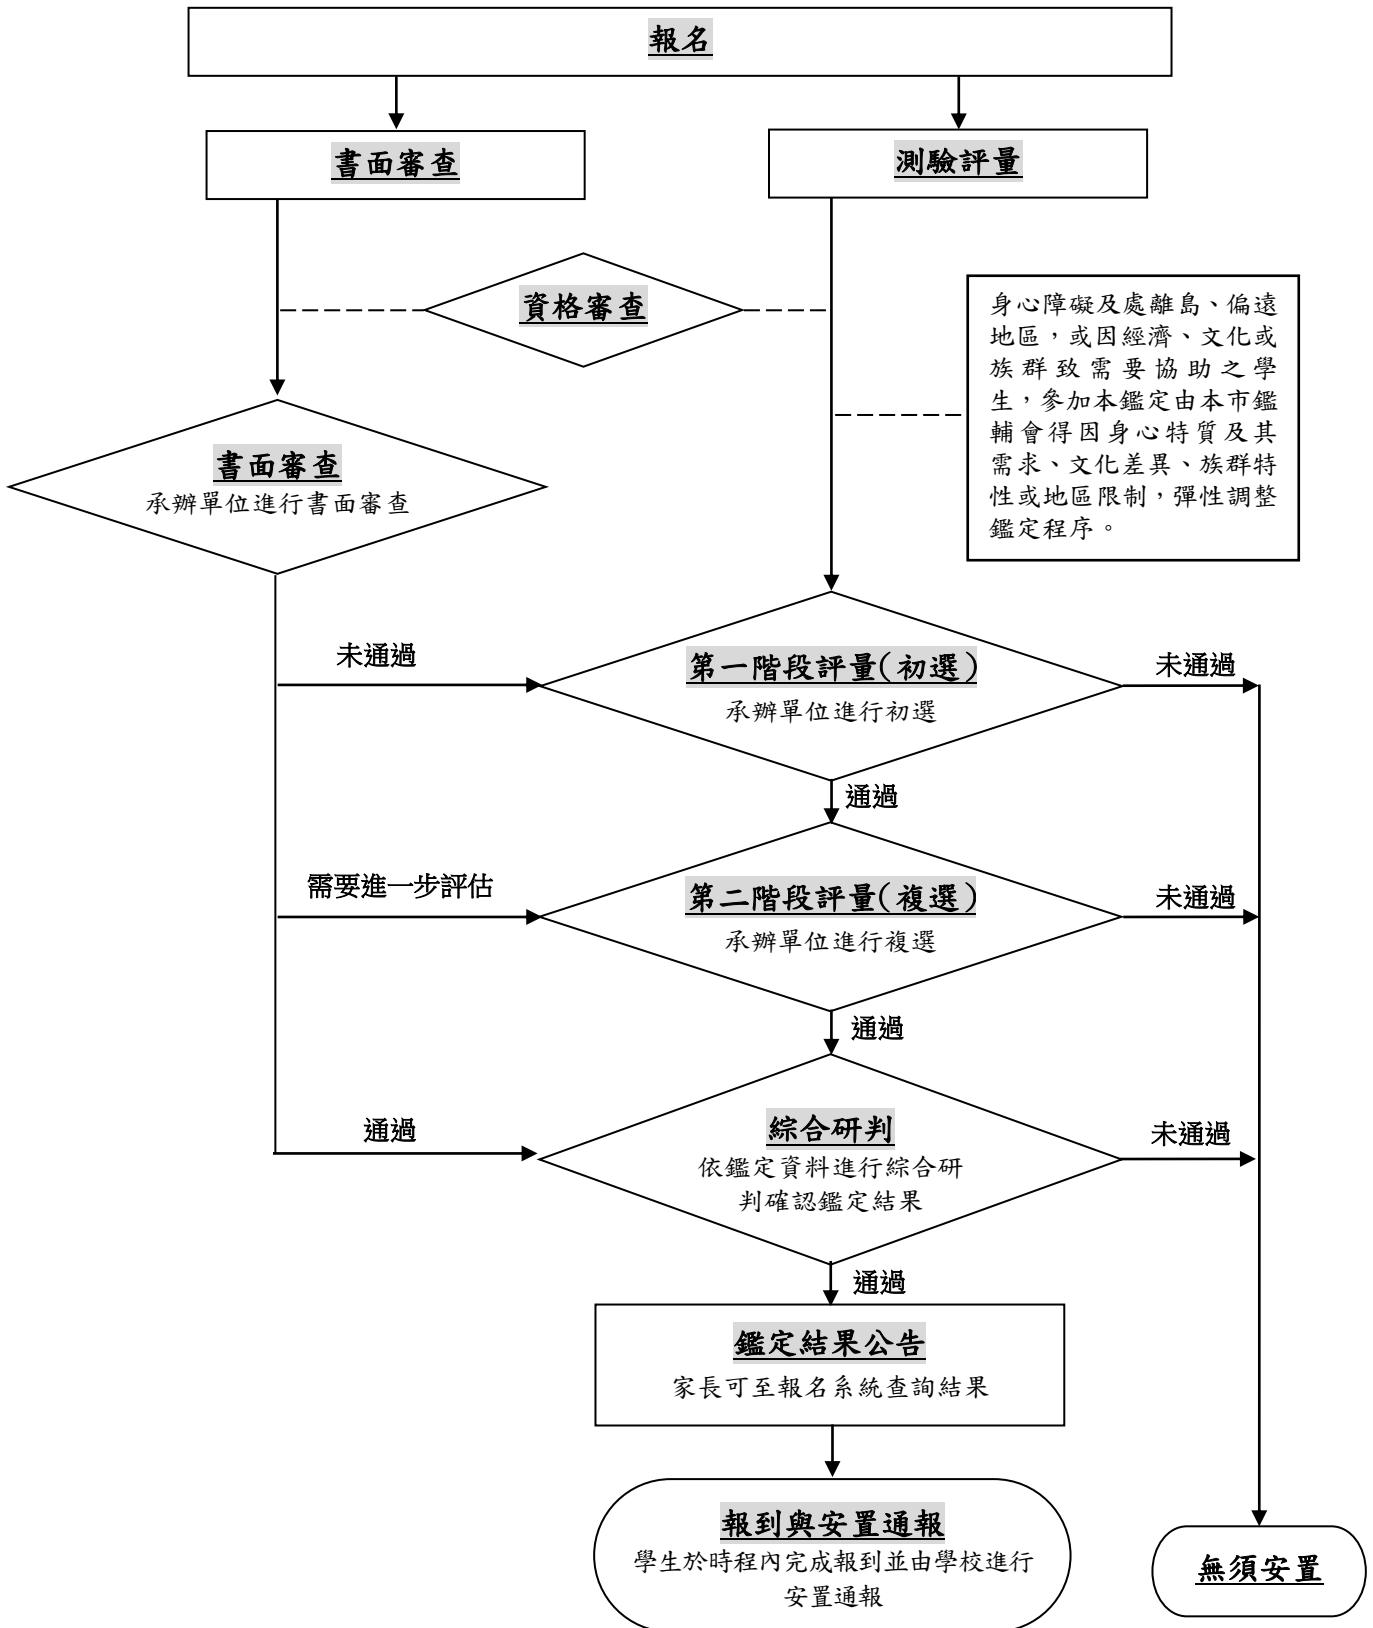 報名
書面審查
測驗評量
資格審查
身心障礙及處離島、偏遠
地區，或因經濟、文化或
族群致需要協助之學
生，參加本鑑定由本市鑑
輔會得因身心特質及其
需求、文化差異、族群特
性或地區限制，彈性調整
鑑定程序。
書面審查
承辦單位進行書面審查
未通過
第一階段評量(初選)
承辦單位進行初選
未通過
通過
需要進一步評估
第二階段評量(複選)
承辦單位進行複選
未通過
通過
通過
綜合研判
依鑑定資料進行綜合研
判確認鑑定結果
未通過
通過
鑑定結果公告
家長可至報名系統查詢結果
報到與安置通報
學生於時程內完成報到並由學校進行
安置通報
無須安置